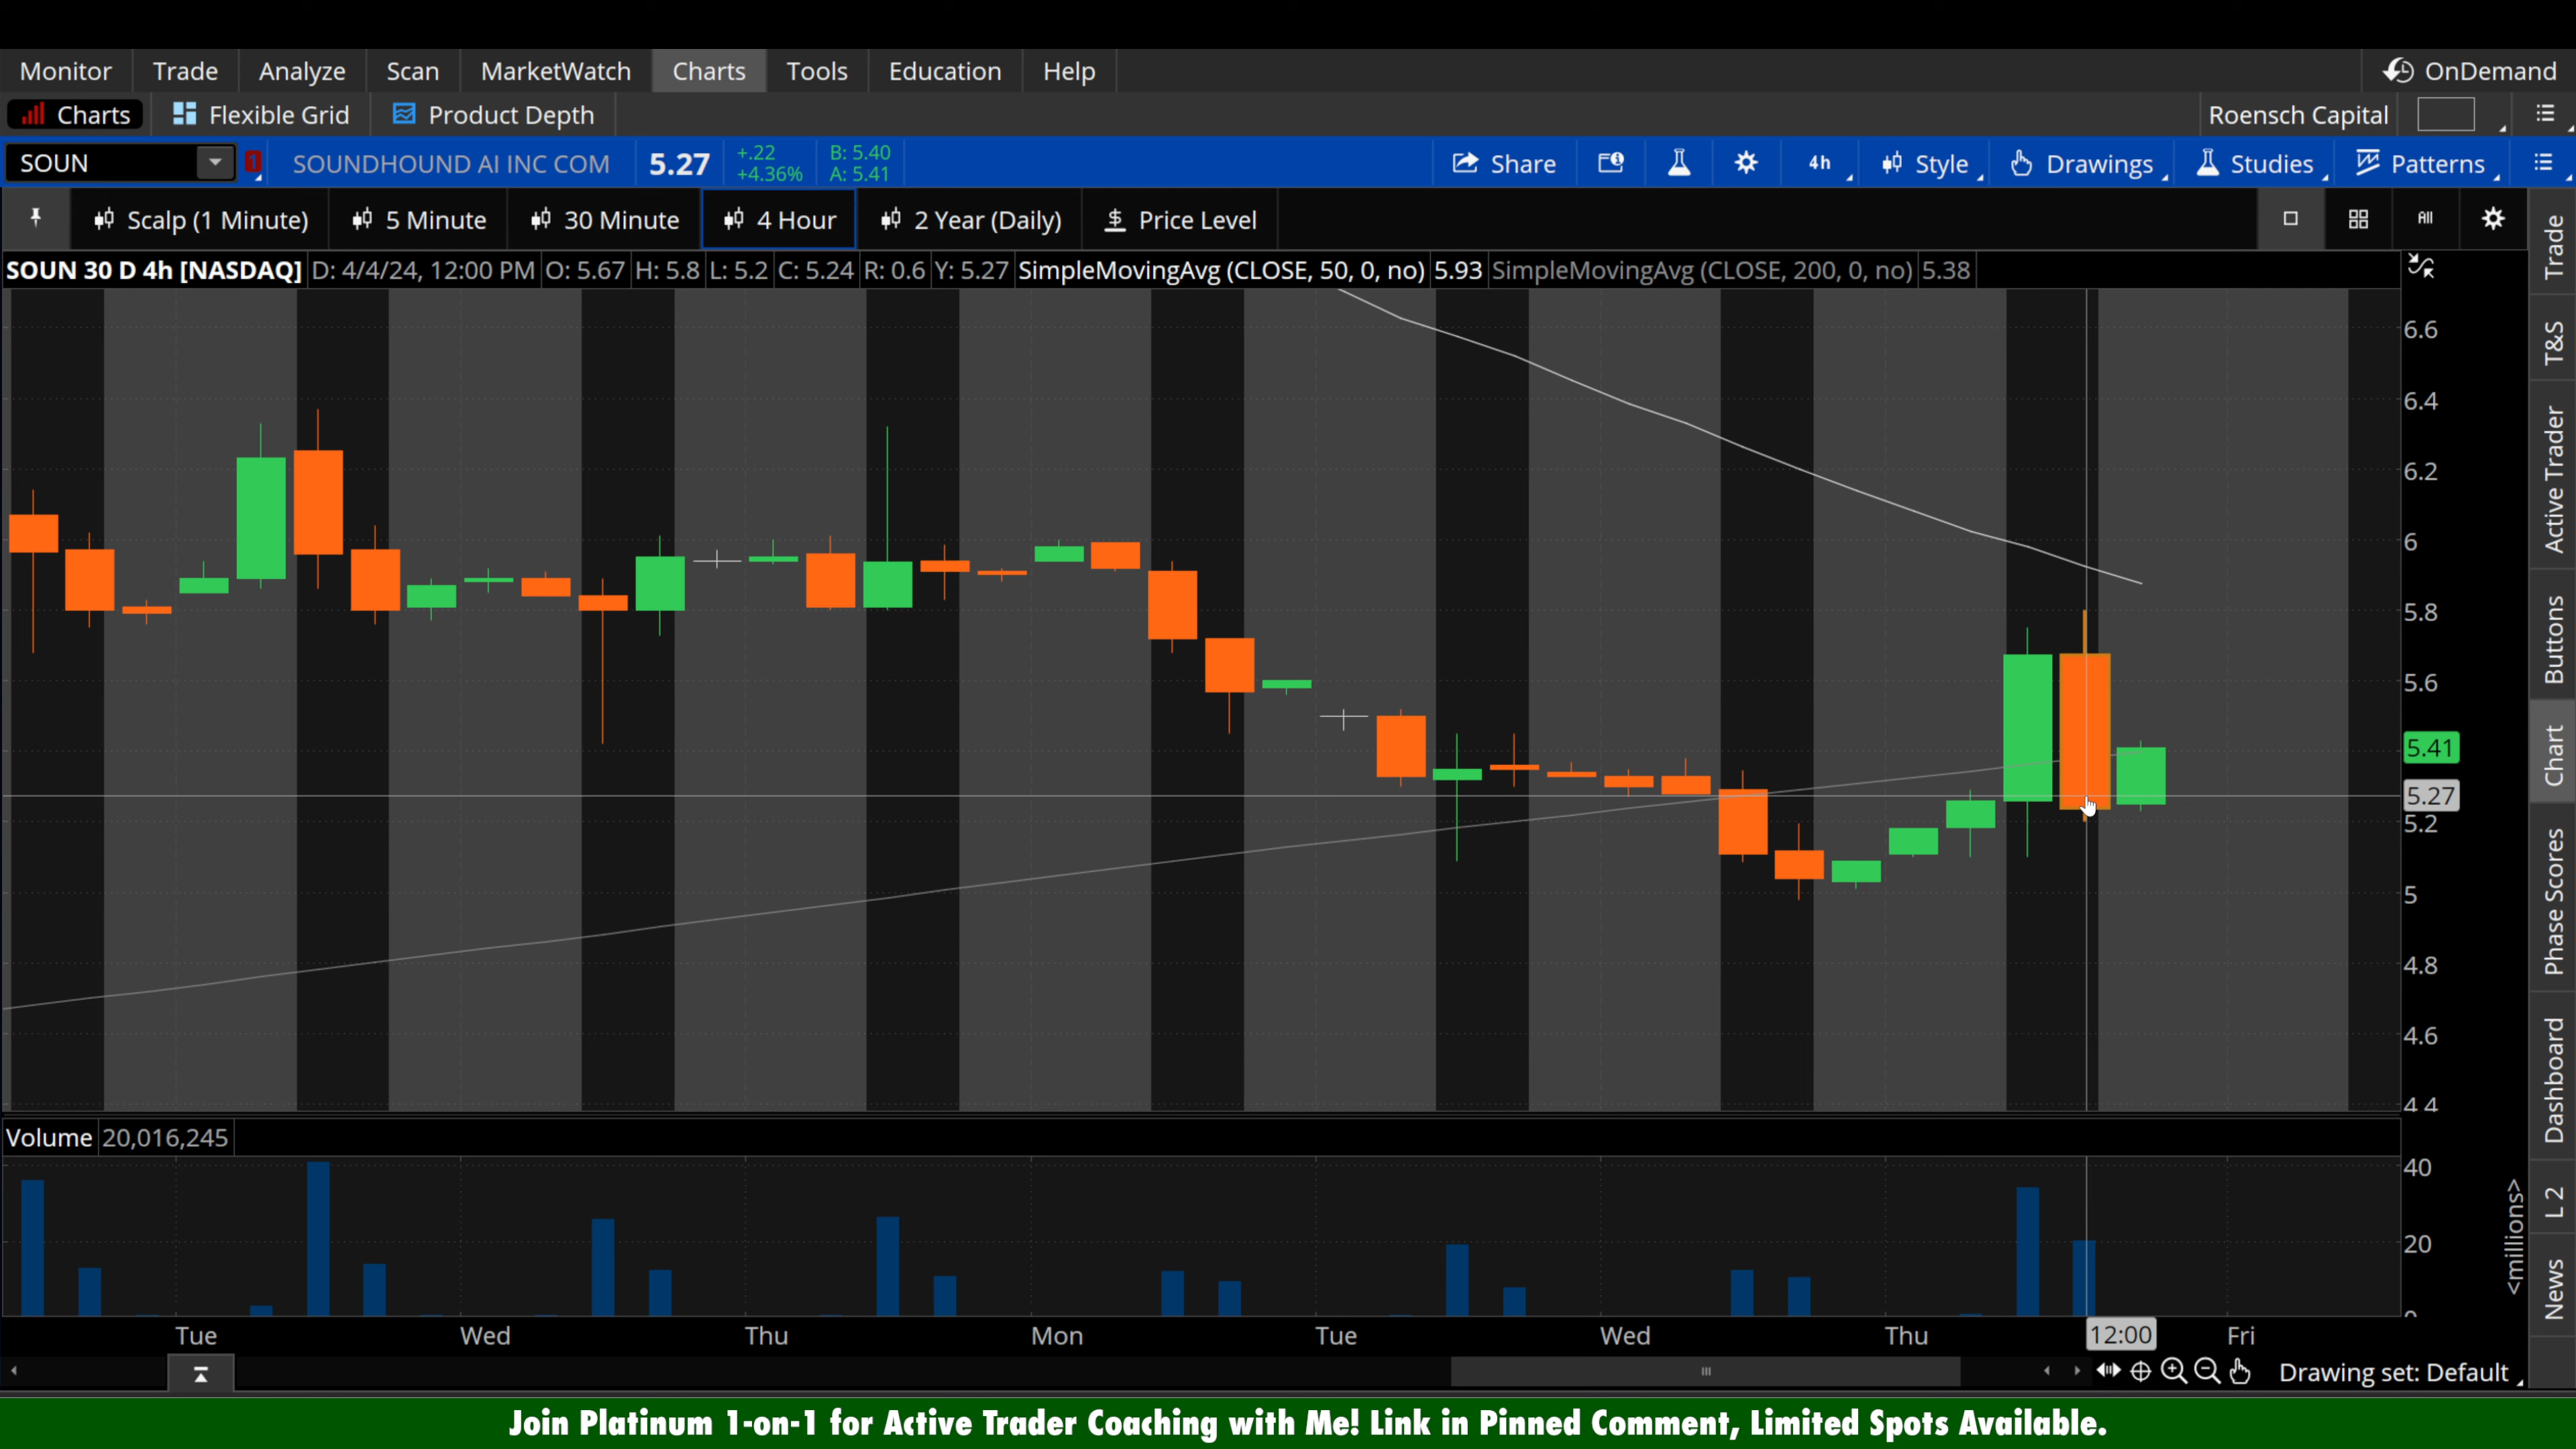 Monitor Trade Analyze Scan MarketWatch Charts Tools Education Help OnDemand
Charts Flexible Grid Product Depth Roensch Capital
SOUN 1 SOUNDHOUND AI INC COM 5.27 +.22 +4.36% B: 5.40 A: 5.41 Share 4h Style Drawings Studies Patterns
Scalp (1 Minute) 5 Minute 30 Minute 4 Hour 2 Year (Daily) $ Price Level All
SOUN 30 D 4h [NASDAQ] D: 4/4/24, 12:00 PM O: 5.67 H: 5.8 L: 5.2 C: 5.24 R: 0.6 Y: 5.27 SimpleMovingAvg (CLOSE, 50, 0, no) 5.93 SimpleMovingAvg (CLOSE, 200, 0, no) 5.38
6.6
6.4
6.2
6
5.8
5.6
5.41
5.27
5.2
5
4.8
4.6
4.4
Volume 20,016,245
40
20
0
<millions>
Tue Wed Thu Mon Tue Wed Thu 12:00 Fri
Drawing set: Default
Trade
T&S
Active Trader
Buttons
Chart
Phase Scores
Dashboard
L 2
News
Join Platinum 1-on-1 for Active Trader Coaching with Me! Link in Pinned Comment, Limited Spots Available.